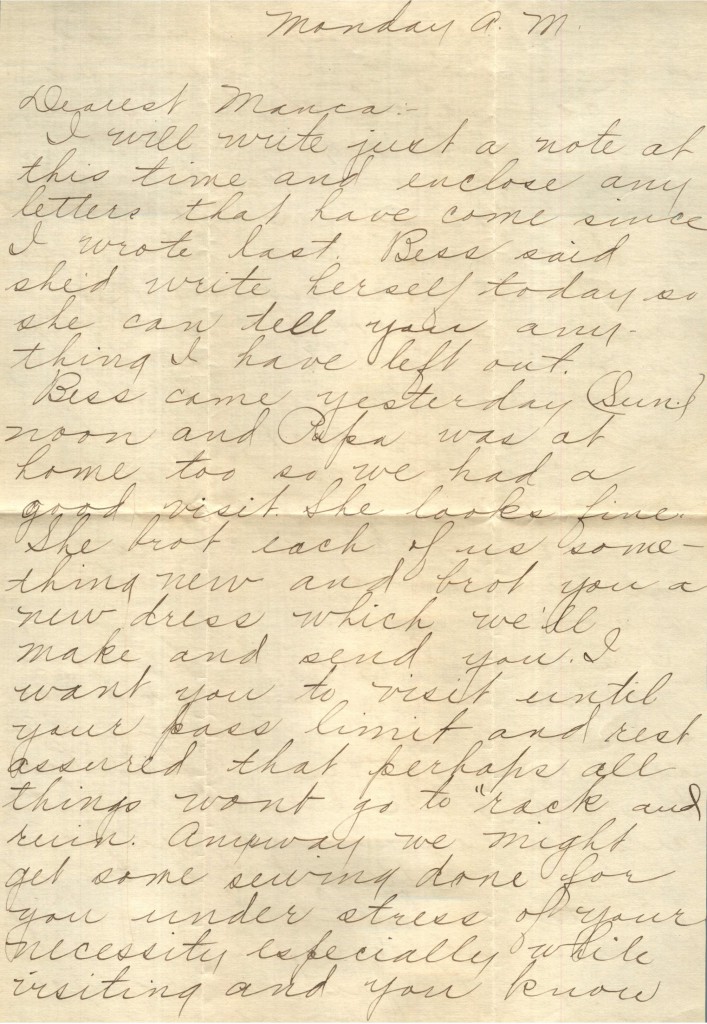 Monday A. M.
Dearest Mamca:-
I will write just a note at
this time and enclose any
letters that have come since
I wrote last. Bess said
she'd write herself today so
she can tell you any-
thing I have left out.
Bess came yesterday (Sun.)
noon and Papa was at
home too so we had a
good visit. She looks fine.
She brot each of us some-
thing new and brot you a
new dress which we'll
make and send you. I
want you to visit until
your pass limit and rest
assured that perhaps all
things wont go to "rack and
ruin. Anyway we might
get some sewing done for
you under stress of your
necessity especially while
visiting and you know